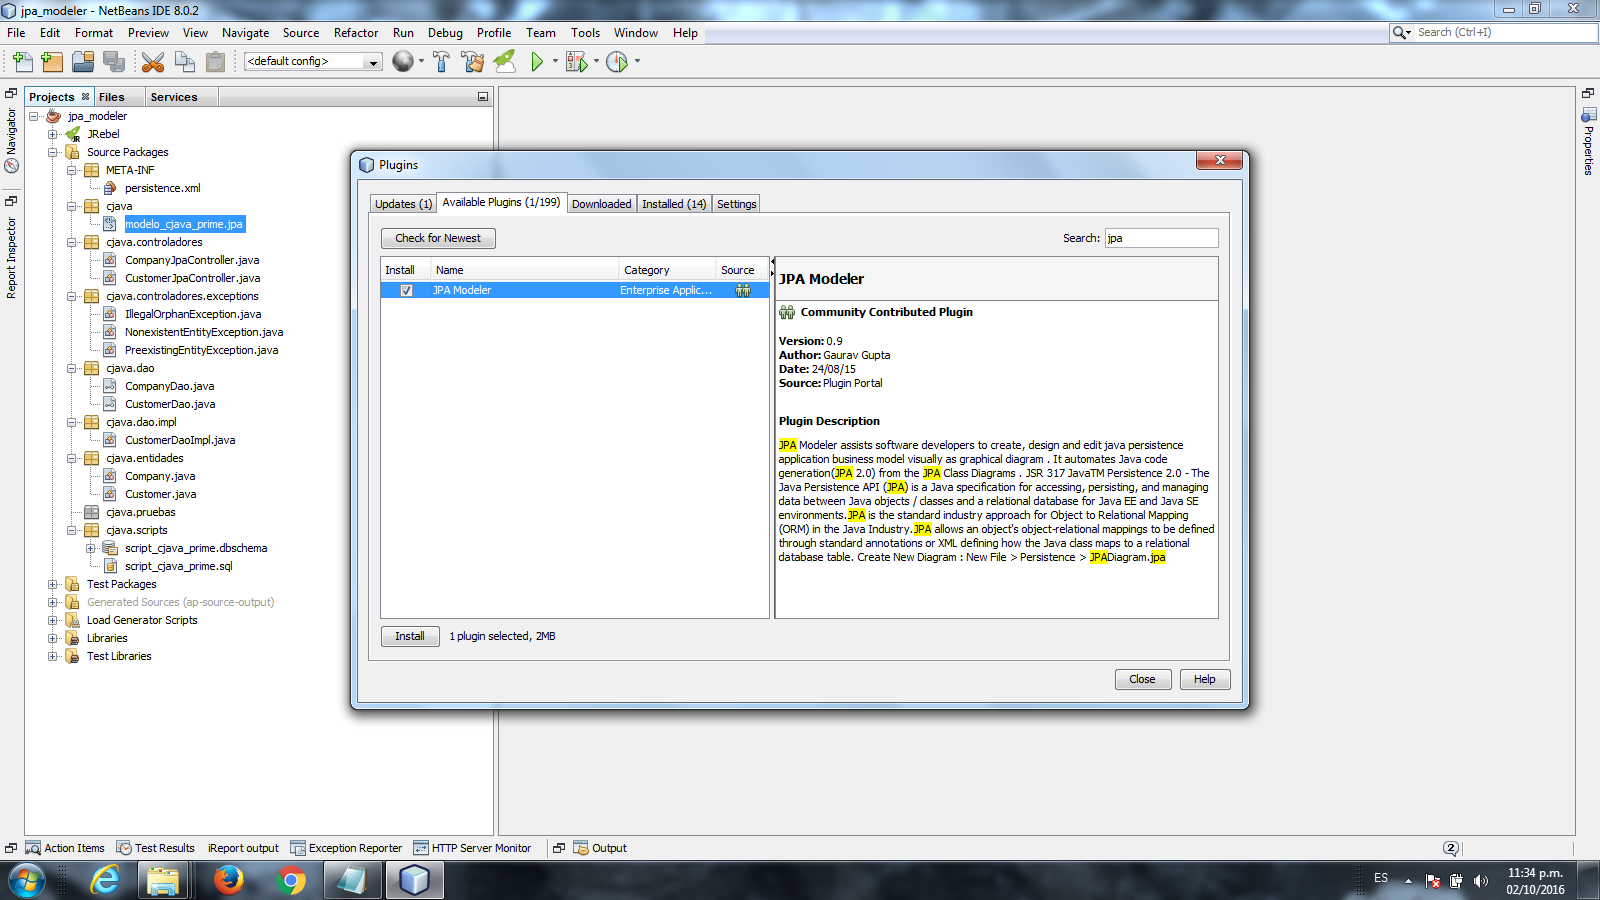 jpa_modeler - NetBeans IDE 8.0.2
File Edit Format Preview View Navigate Source Refactor Run Debug Profile Team Tools Window Help
Search (Ctrl+I)
<default config>
Projects Files Services
Navigator
Report Inspector
Properties
jpa_modeler
JRebel
Source Packages
META-INF
persistence.xml
cjava
modelo_cjava_prime.jpa
cjava.controladores
CompanyJpaController.java
CustomerJpaController.java
cjava.controladores.exceptions
IllegalOrphanException.java
NonexistentEntityException.java
PreexistingEntityException.java
cjava.dao
CompanyDao.java
CustomerDao.java
cjava.dao.impl
CustomerDaoImpl.java
cjava.entidades
Company.java
Customer.java
cjava.pruebas
cjava.scripts
script_cjava_prime.dbschema
script_cjava_prime.sql
Test Packages
Generated Sources (ap-source-output)
Load Generator Scripts
Libraries
Test Libraries
Plugins
Updates (1) Available Plugins (1/199) Downloaded Installed (14) Settings
Check for Newest
Search: jpa
Install Name Category Source
JPA Modeler Enterprise Applic...
JPA Modeler
Community Contributed Plugin
Version: 0.9
Author: Gaurav Gupta
Date: 24/08/15
Source: Plugin Portal
Plugin Description
JPA Modeler assists software developers to create, design and edit java persistence
application business model visually as graphical diagram . It automates Java code
generation(JPA 2.0) from the JPA Class Diagrams . JSR 317 JavaTM Persistence 2.0 - The
Java Persistence API (JPA) is a Java specification for accessing, persisting, and managing
data between Java objects / classes and a relational database for Java EE and Java SE
environments.JPA is the standard industry approach for Object to Relational Mapping
(ORM) in the Java Industry.JPA allows an object's object-relational mappings to be defined
through standard annotations or XML defining how the Java class maps to a relational
database table. Create New Diagram : New File > Persistence > JPADiagram.jpa
Install 1 plugin selected, 2MB
Close Help
Action Items Test Results iReport output Exception Reporter HTTP Server Monitor Output
2
ES
11:34 p.m.
02/10/2016